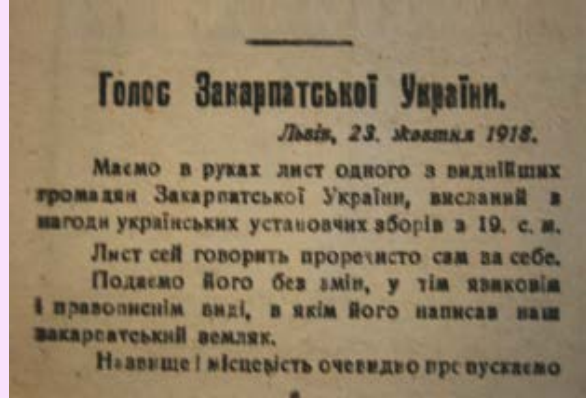 Голос Закарпатської України.
Львів, 23. жовтня 1918.
Маємо в руках лист одного з виднійших
громадян Закарпатської України, висланий з
нагоди українських установчих зборів з 19. с. м.
Лист сей говорить проречисто сам за себе.
Подаємо його без змін, у тім язиковім
і правописнім виді, в якім його написав наш
закарпатський земляк.
Назвище і місцевість очевидно пропускаємо